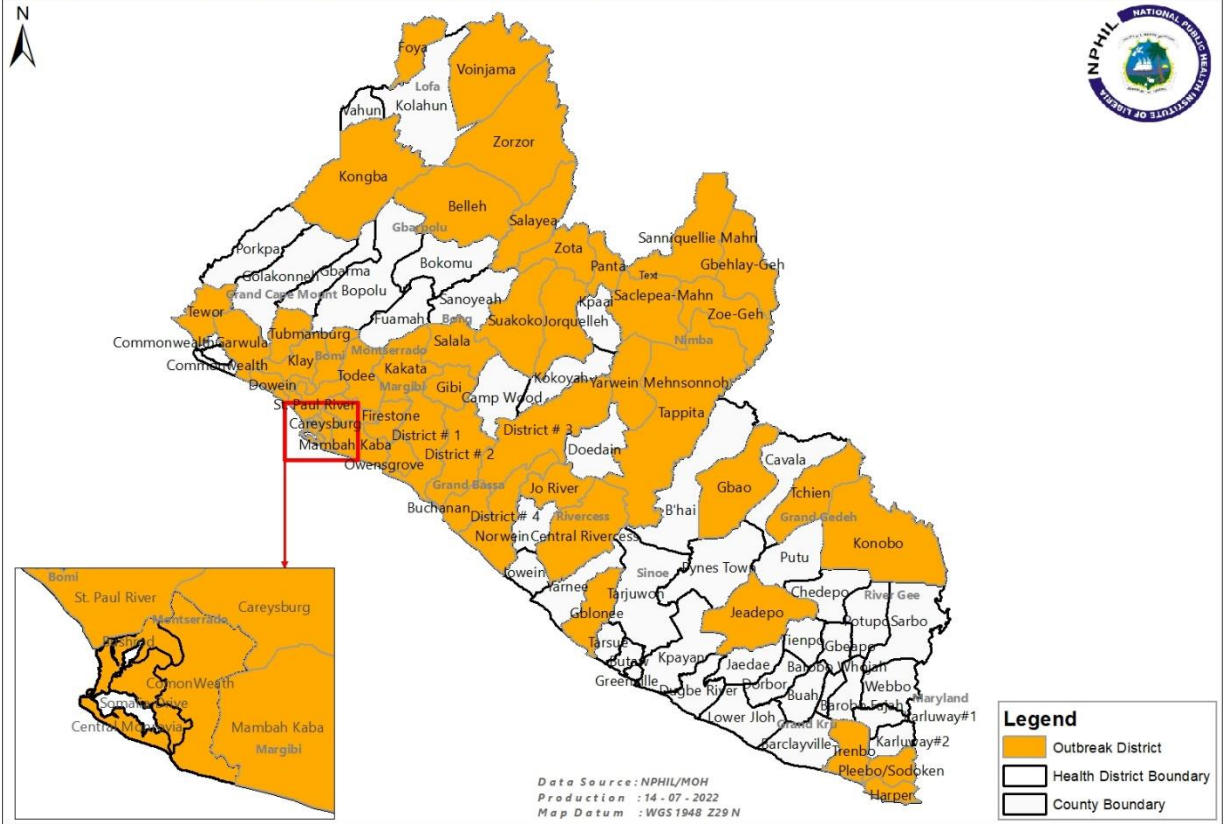 N
NPHIL
NATIONAL PUBLIC HEALTH INSTITUTE OF LIBERIA
Foya
Voinjama
Lofa
Kolahun
Vahun
Zorzor
Kongba
Belleh
Salayea
Gbarpolu
Zota
Sanniquellie Mahn
Porkpa
Bokomu
Panta
Gbehlay-Geh
Golakonneh
Gbarma
Text
Bopolu
Saclepea-Mahn
Grand Cape Mount
Sanoyeah
Kpaai
Tewor
Fuamah
Bong
Suakoko
Jorquelleh
Zoe-Geh
Tubmanburg
Commonwealth
Garwula
Salala
Nimba
Montserrado
Klay
Bomi
Commonwealth
Todee
Kakata
Kokoyah
Dowein
Margibi
Gibi
Yarwein
Mehnsonnoh
Camp Wood
St. Paul River
Firestone
Tappita
Careysburg
District # 1
District # 3
Mambah Kaba
District # 2
Doedain
Owensgrove
Cavala
Grand Bassa
Jo River
Gbao
Tchien
Buchanan
District # 4
Rivercess
B'hai
Grand Gedeh
Norwein
Central Rivercess
Konobo
Putu
Jowein
Sinoe
Pynes Town
Yarnee
Tarjuwon
Chedepo
River Gee
Gblonee
Jeadepo
Potupo
Sarbo
Tarsue
Tienpo
Gbeapo
Butaw
Kpayan
Jaedae
Barobo Whojah
Greenville
Dugbe River
Dorbor
Buah
Webbo
Maryland
Lower Jloh
Barobo Fajah
Karluway#1
Grand Kru
Barclayville
Trenbo
Karluway#2
Pleebo/Sodoken
Harper
Bomi
St. Paul River
Careysburg
Montserrado
Bushrod
ComonWeath
Somalia Drive
Central Monrovia
Mambah Kaba
Margibi
Legend
Outbreak District
Health District Boundary
County Boundary
Data Source: NPHIL/MOH
Production : 14 - 07 - 2022
Map Datum : WGS 1948 Z29 N